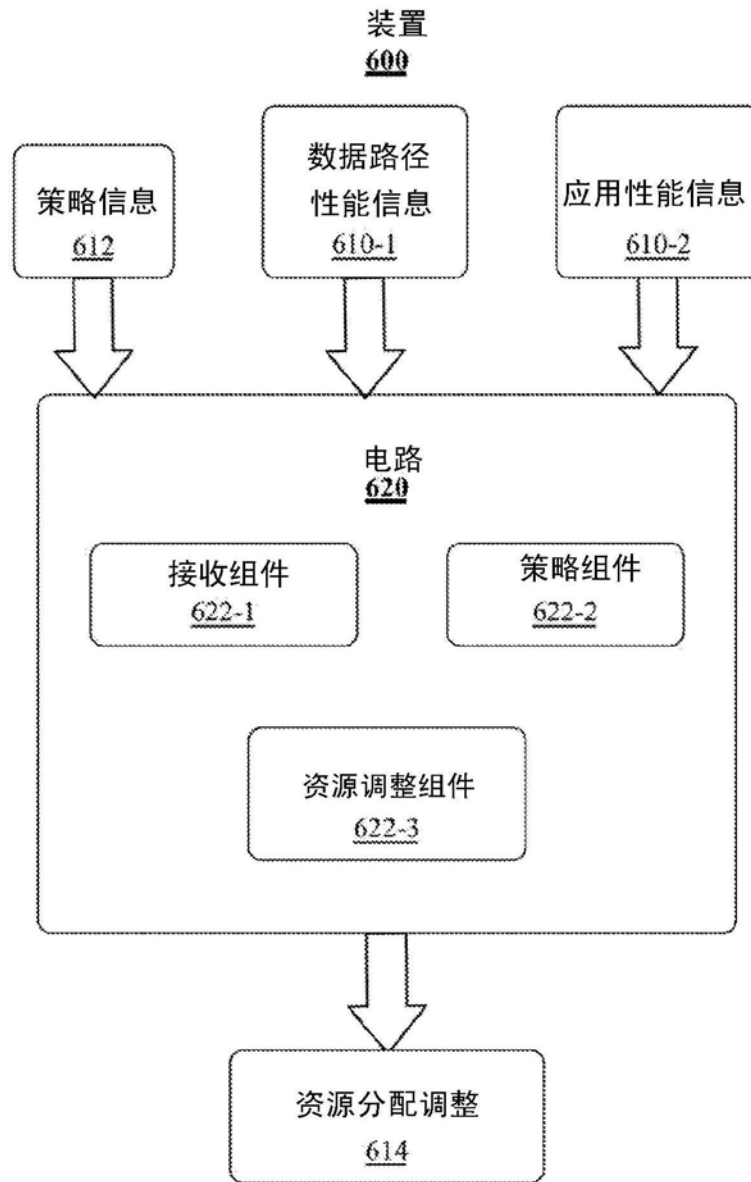 装置
600
策略信息
612
数据路径
性能信息
610-1
应用性能信息
610-2
电路
620
接收组件
622-1
策略组件
622-2
资源调整组件
622-3
资源分配调整
614